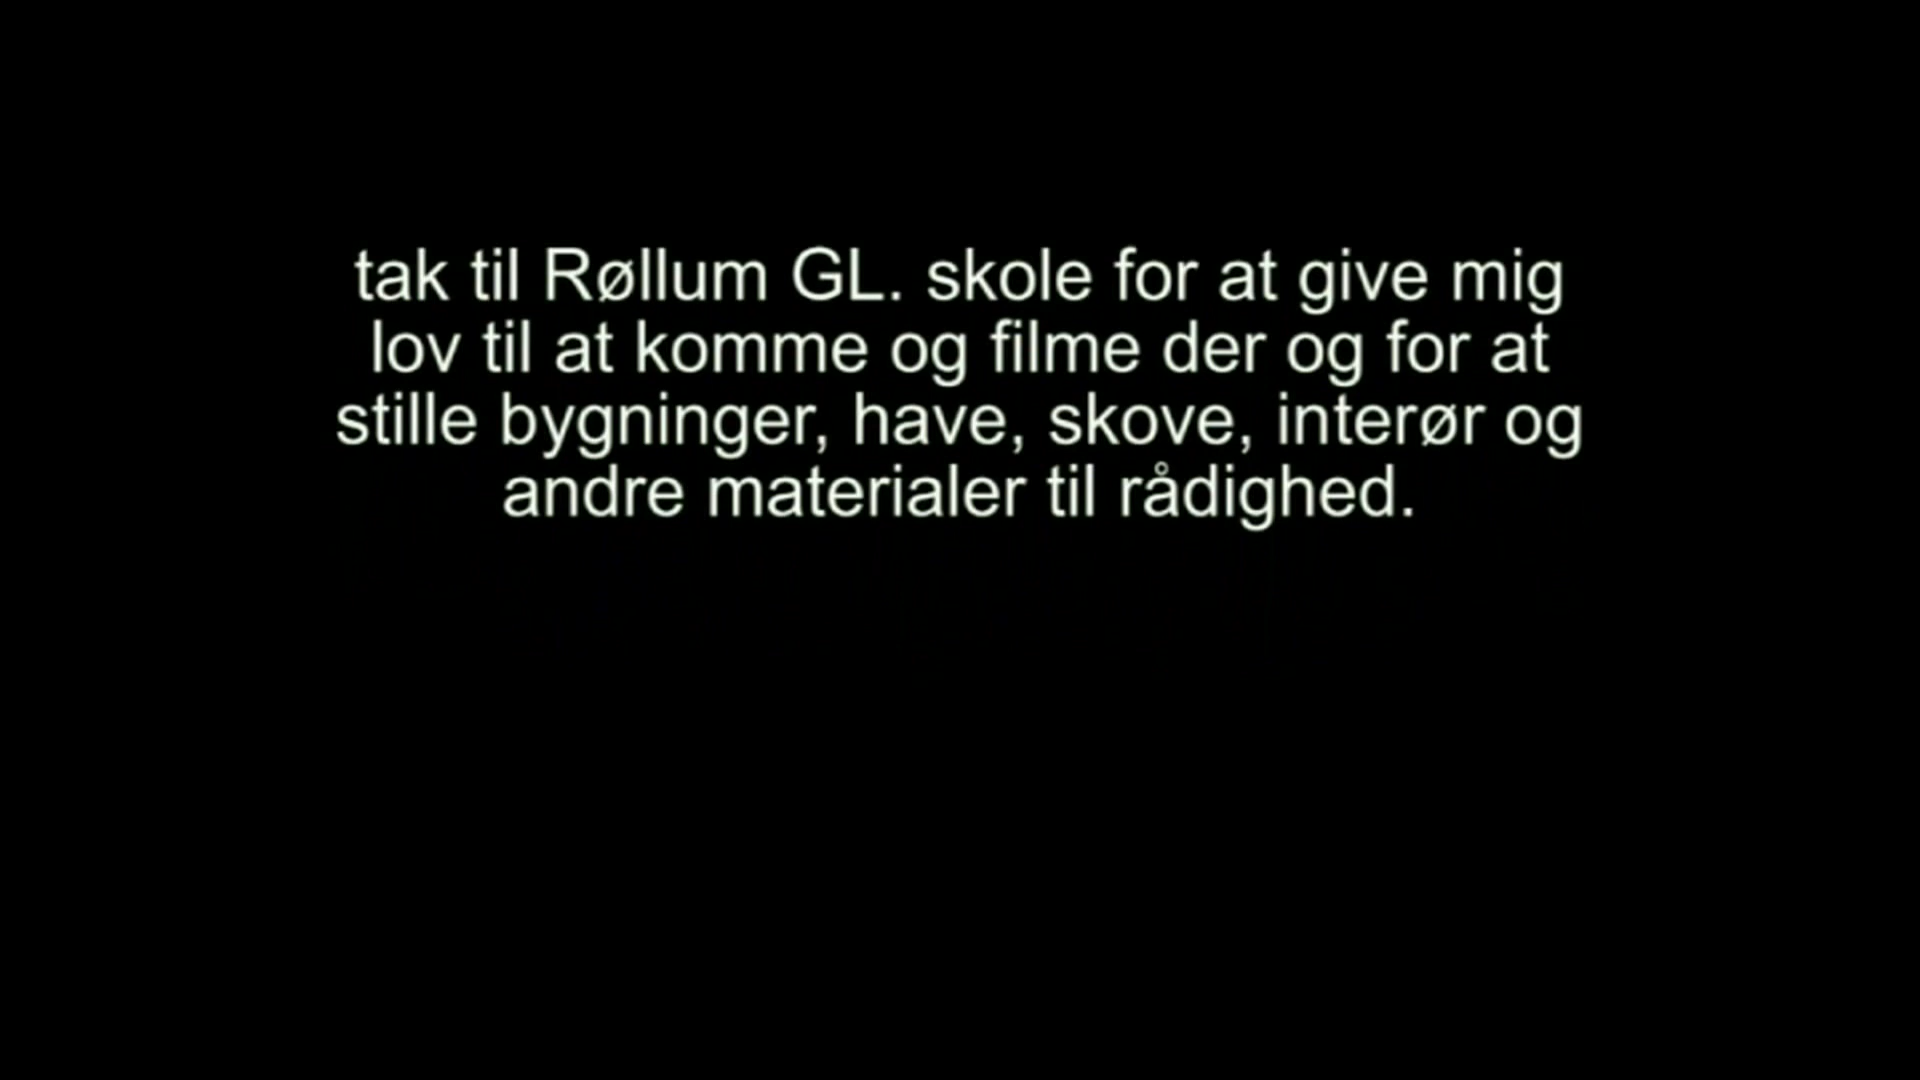 tak til Røllum GL. skole for at give mig
lov til at komme og filme der og for at
stille bygninger, have, skove, interør og
andre materialer til rådighed.